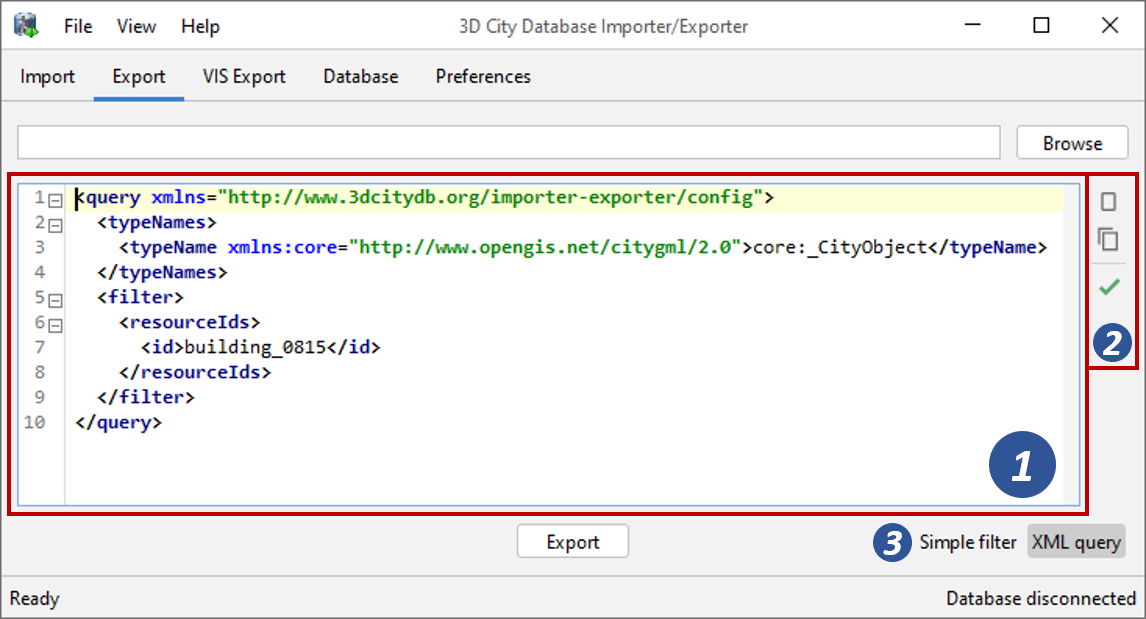 File View Help 3D City Database Importer/Exporter
Import Export VIS Export Database Preferences
Browse
1 <query xmlns="http://www.3dcitydb.org/importer-exporter/config">
2 <typeNames>
3 <typeName xmlns:core="http://www.opengis.net/citygml/2.0">core:_CityObject</typeName>
4 </typeNames>
5 <filter>
6 <resourceIds>
7 <id>building_0815</id>
8 </resourceIds>
9 </filter>
10 </query>
2
1
Export 3 Simple filter XML query
Ready Database disconnected